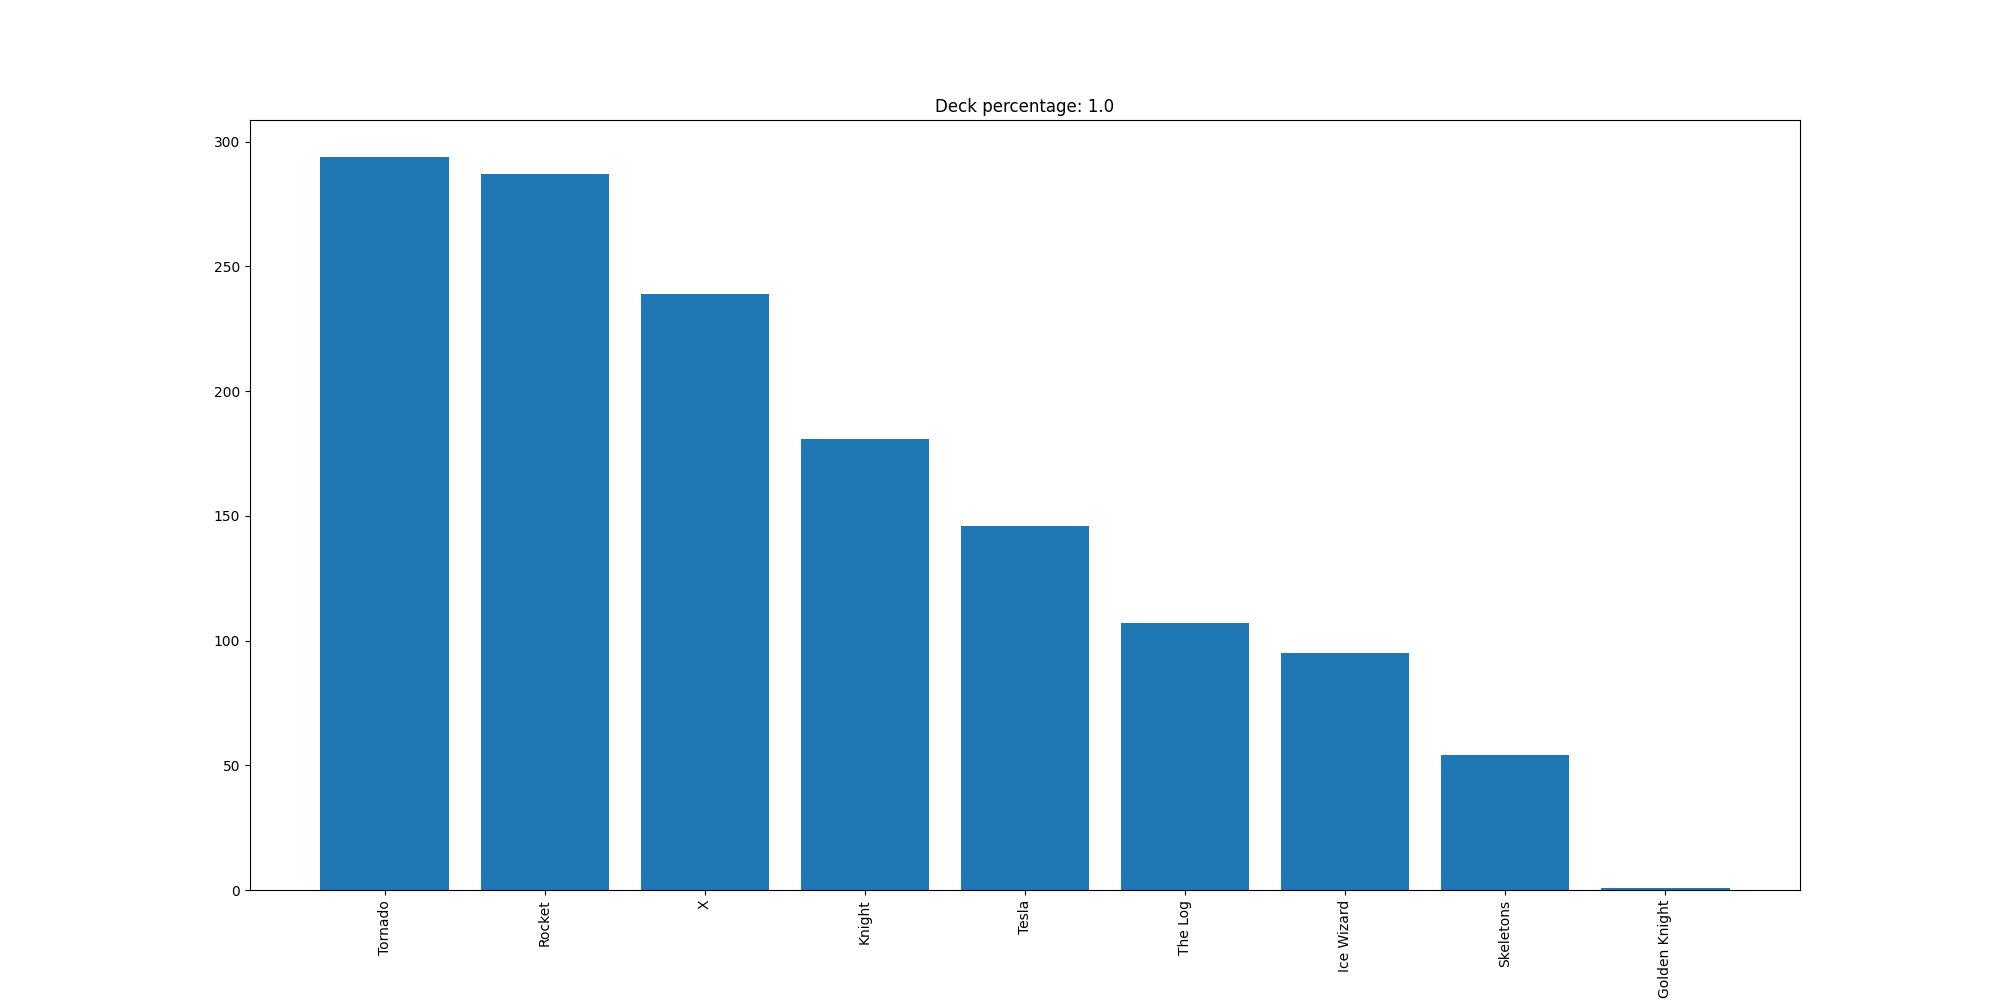 Deck percentage: 1.0
300
250
200
150
100
50
0
Tornado
Rocket
X
Knight
Tesla
The Log
Ice Wizard
Skeletons
Golden Knight